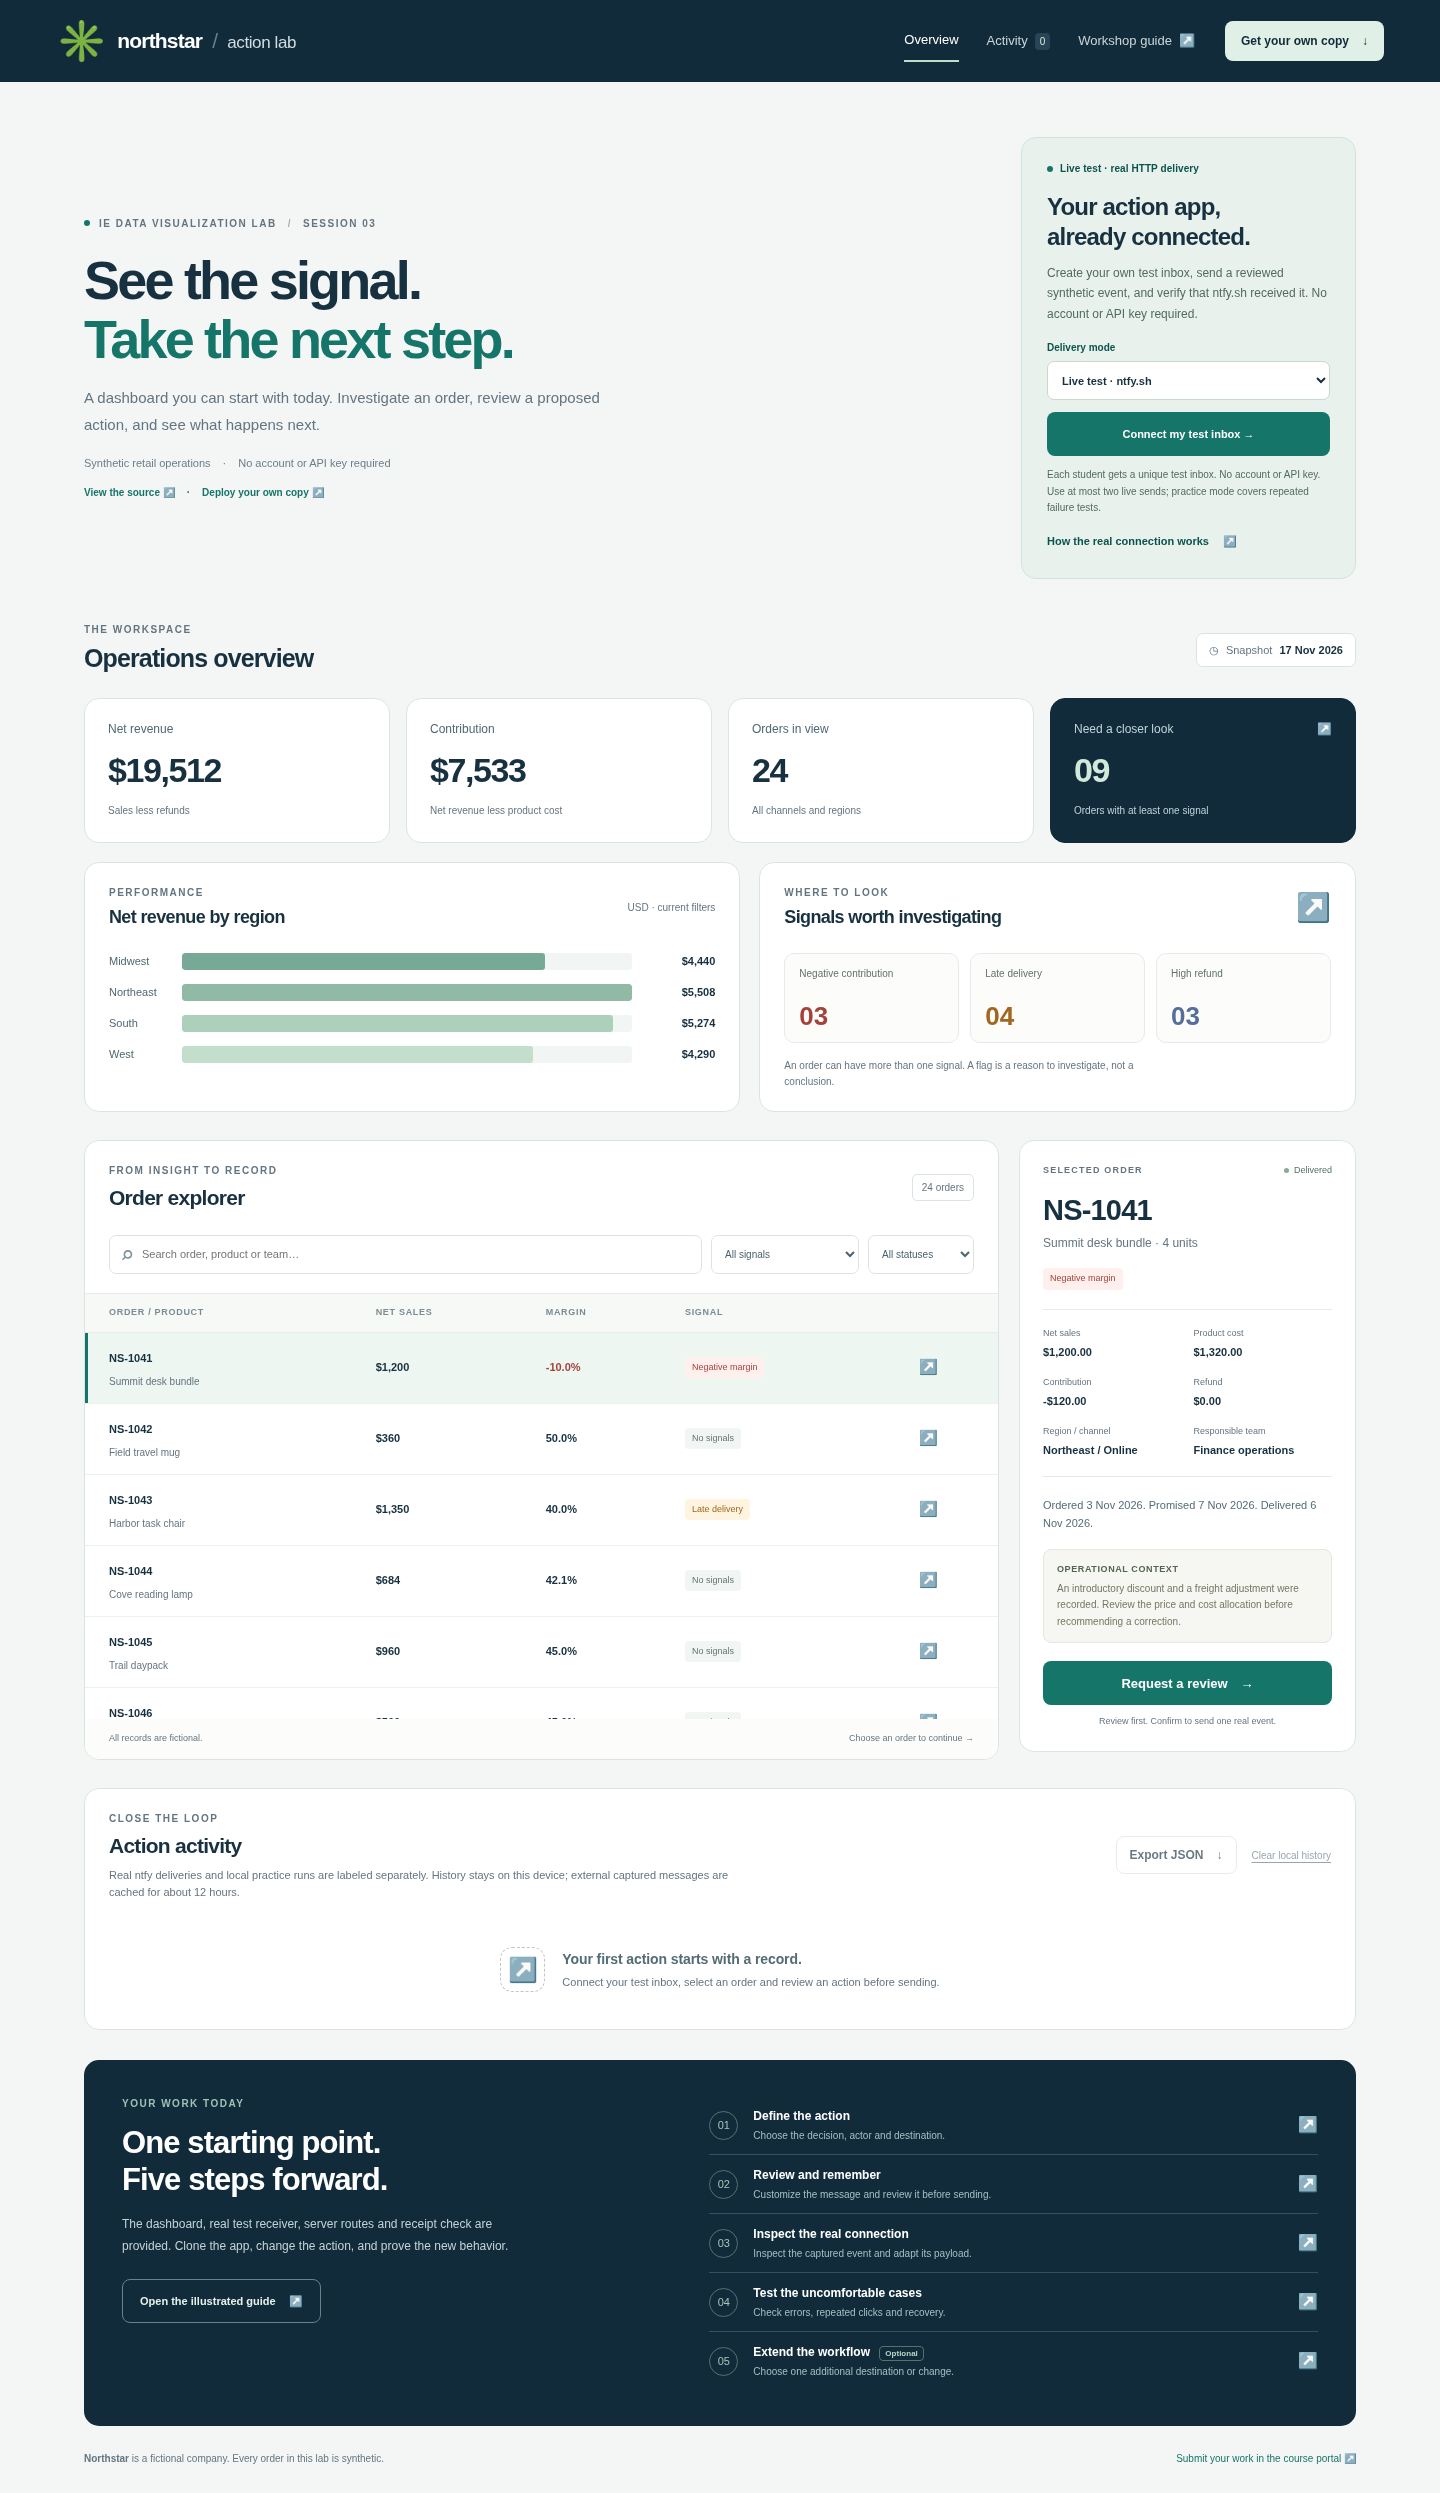 northstar / action lab
Overview
Activity 0
Workshop guide ↗
Get your own copy ↓
IE DATA VISUALIZATION LAB / SESSION 03
See the signal.
Take the next step.
A dashboard you can start with today. Investigate an order, review a proposed
action, and see what happens next.
Synthetic retail operations · No account or API key required
View the source ↗ · Deploy your own copy ↗
Live test · real HTTP delivery
Your action app,
already connected.
Create your own test inbox, send a reviewed
synthetic event, and verify that ntfy.sh received it. No
account or API key required.
Delivery mode
Live test · ntfy.sh
Connect my test inbox →
Each student gets a unique test inbox. No account or API key.
Use at most two live sends; practice mode covers repeated
failure tests.
How the real connection works ↗
THE WORKSPACE
Operations overview
Snapshot 17 Nov 2026
Net revenue
$19,512
Sales less refunds
Contribution
$7,533
Net revenue less product cost
Orders in view
24
All channels and regions
Need a closer look ↗
09
Orders with at least one signal
PERFORMANCE
Net revenue by region
USD · current filters
Midwest $4,440
Northeast $5,508
South $5,274
West $4,290
WHERE TO LOOK
Signals worth investigating
Negative contribution
03
Late delivery
04
High refund
03
An order can have more than one signal. A flag is a reason to investigate, not a
conclusion.
FROM INSIGHT TO RECORD
Order explorer
24 orders
Search order, product or team…
All signals
All statuses
ORDER / PRODUCT NET SALES MARGIN SIGNAL
NS-1041
Summit desk bundle
$1,200 -10.0% Negative margin ↗
NS-1042
Field travel mug
$360 50.0% No signals ↗
NS-1043
Harbor task chair
$1,350 40.0% Late delivery ↗
NS-1044
Cove reading lamp
$684 42.1% No signals ↗
NS-1045
Trail daypack
$960 45.0% No signals ↗
NS-1046
All records are fictional.
Choose an order to continue →
SELECTED ORDER
Delivered
NS-1041
Summit desk bundle · 4 units
Negative margin
Net sales
$1,200.00
Product cost
$1,320.00
Contribution
-$120.00
Refund
$0.00
Region / channel
Northeast / Online
Responsible team
Finance operations
Ordered 3 Nov 2026. Promised 7 Nov 2026. Delivered 6
Nov 2026.
OPERATIONAL CONTEXT
An introductory discount and a freight adjustment were
recorded. Review the price and cost allocation before
recommending a correction.
Request a review →
Review first. Confirm to send one real event.
CLOSE THE LOOP
Action activity
Real ntfy deliveries and local practice runs are labeled separately. History stays on this device; external captured messages are
cached for about 12 hours.
Export JSON ↓
Clear local history
Your first action starts with a record.
Connect your test inbox, select an order and review an action before sending.
YOUR WORK TODAY
One starting point.
Five steps forward.
The dashboard, real test receiver, server routes and receipt check are
provided. Clone the app, change the action, and prove the new behavior.
Open the illustrated guide ↗
01 Define the action
Choose the decision, actor and destination.
02 Review and remember
Customize the message and review it before sending.
03 Inspect the real connection
Inspect the captured event and adapt its payload.
04 Test the uncomfortable cases
Check errors, repeated clicks and recovery.
05 Extend the workflow Optional
Choose one additional destination or change.
Northstar is a fictional company. Every order in this lab is synthetic.
Submit your work in the course portal ↗